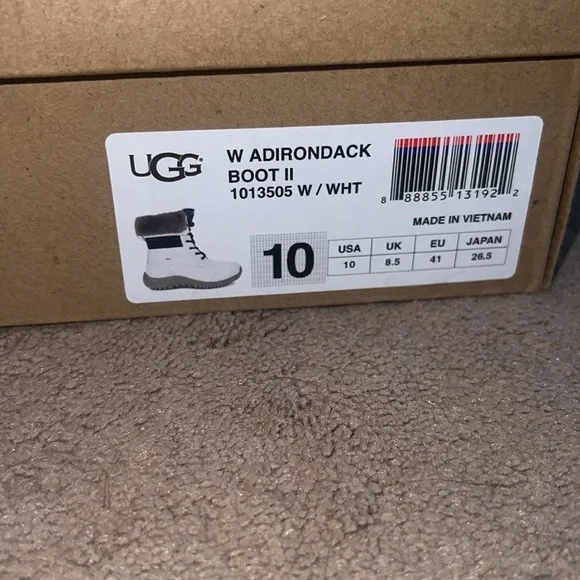 UGG®
W ADIRONDACK
BOOT II
1013505 W / WHT
8 88855 13192 2
MADE IN VIETNAM
10
USA UK EU JAPAN
10 8.5 41 26.5